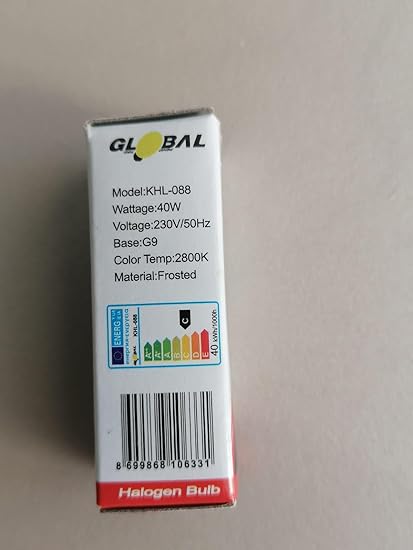 GLOBAL
Model:KHL-088
Wattage:40W
Voltage:230V/50Hz
Base:G9
Color Temp:2800K
Material:Frosted
ENERG
KHL-088
A++
A+
A
B
C
D
E
C
40 kWh/1000h
8 699868 106331
Halogen Bulb